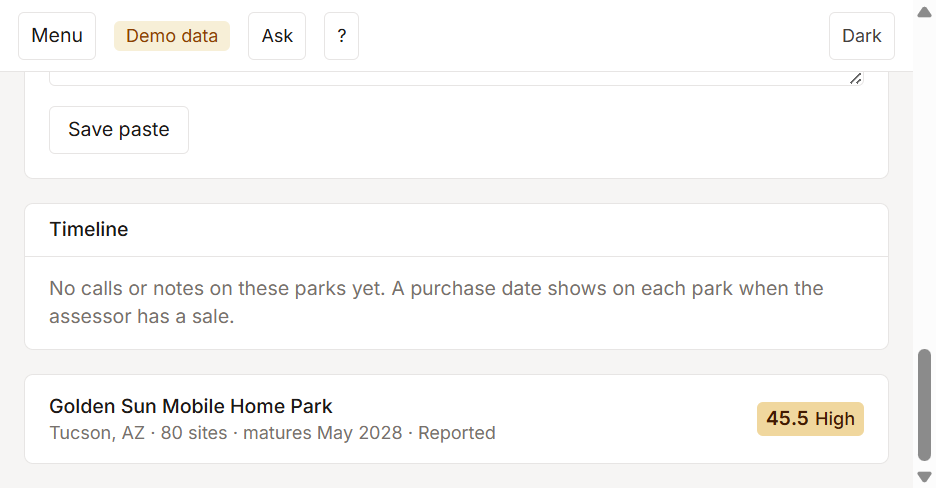 Menu
Demo data
Ask
?
Dark
Save paste
Timeline
No calls or notes on these parks yet. A purchase date shows on each park when the
assessor has a sale.
Golden Sun Mobile Home Park
Tucson, AZ · 80 sites · matures May 2028 · Reported
45.5 High